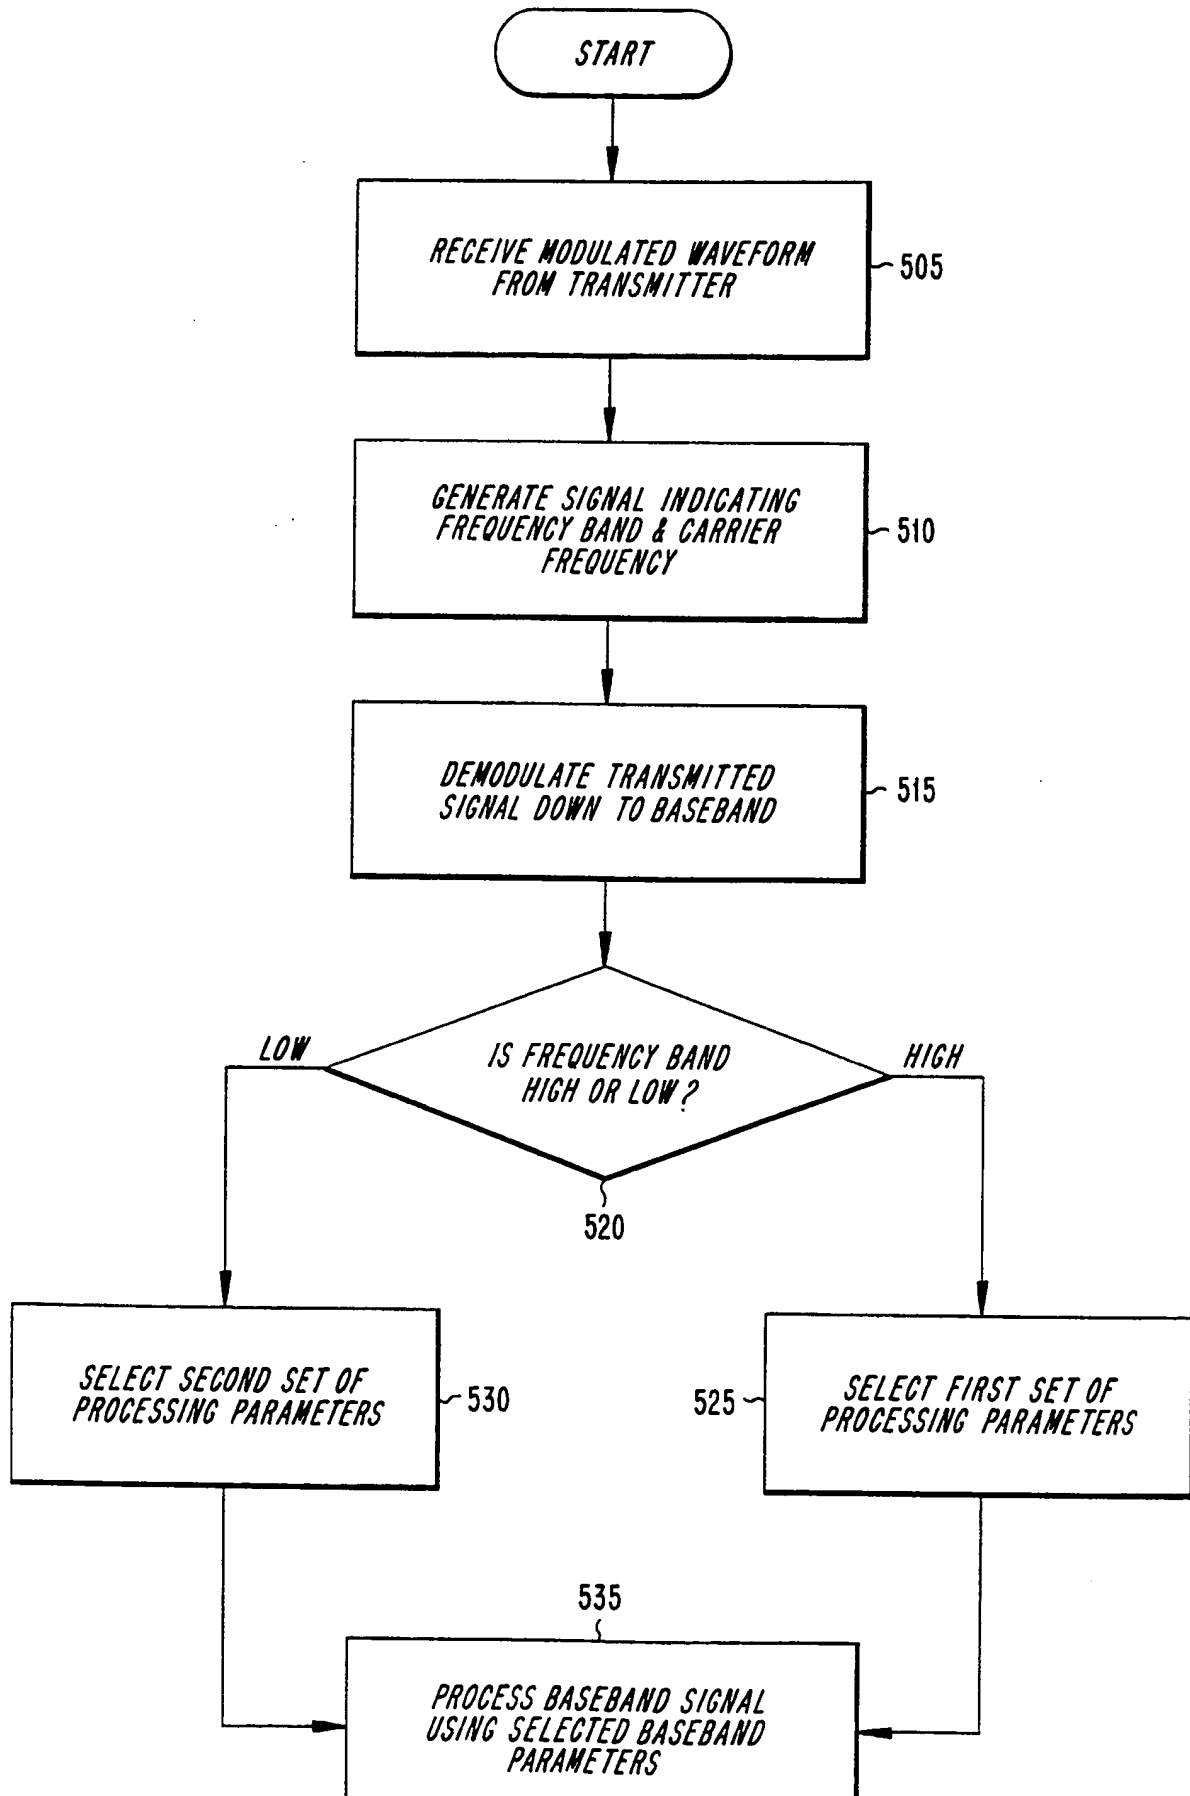 START
RECEIVE MODULATED WAVEFORM
FROM TRANSMITTER
505
GENERATE SIGNAL INDICATING
FREQUENCY BAND & CARRIER
FREQUENCY
510
DEMODULATE TRANSMITTED
SIGNAL DOWN TO BASEBAND
515
LOW
IS FREQUENCY BAND
HIGH OR LOW?
HIGH
520
SELECT SECOND SET OF
PROCESSING PARAMETERS
530
525
SELECT FIRST SET OF
PROCESSING PARAMETERS
535
PROCESS BASEBAND SIGNAL
USING SELECTED BASEBAND
PARAMETERS